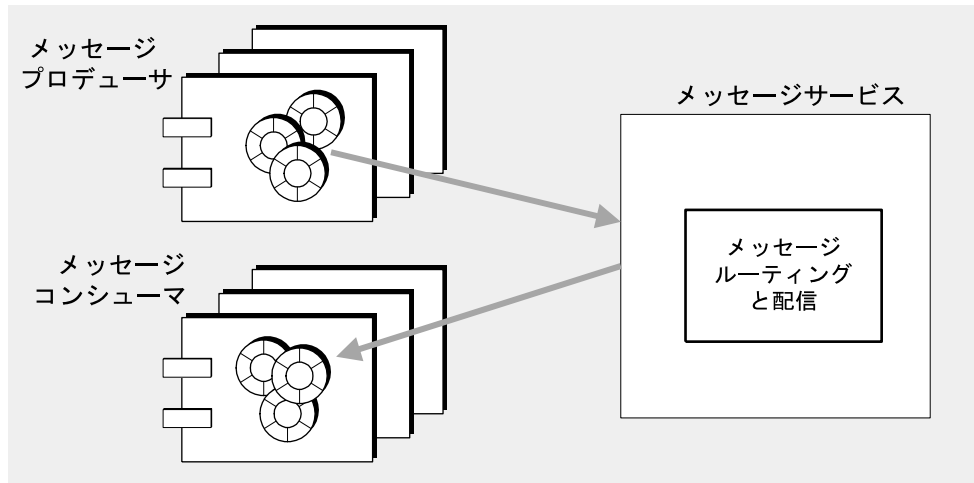 メッセージ
プロデューサ
メッセージサービス
メッセージ
ルーティング
と配信
メッセージ
コンシューマ